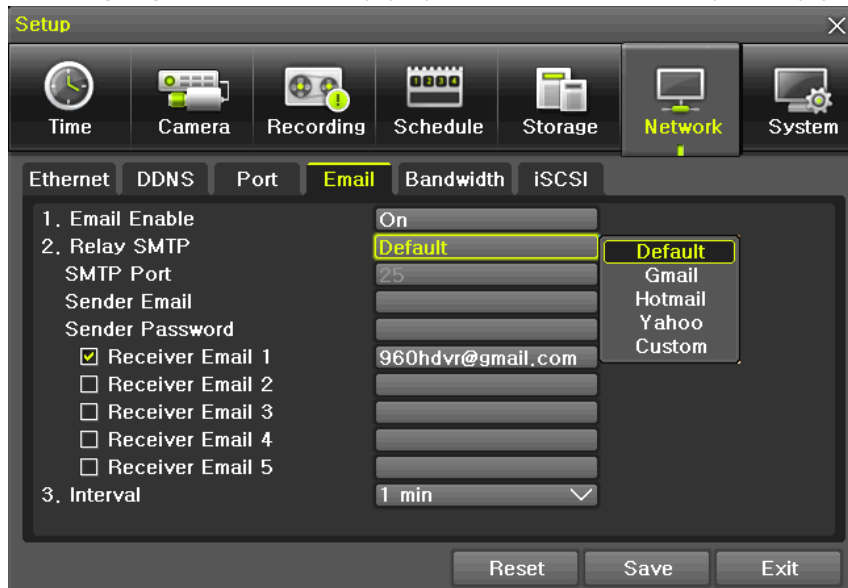 Setup
Time Camera Recording Schedule Storage Network System
Ethernet DDNS Port Email Bandwidth iSCSI
1. Email Enable On
2. Relay SMTP Default
SMTP Port 25
Sender Email
Sender Password
Receiver Email 1 960hdvr@gmail.com
Receiver Email 2
Receiver Email 3
Receiver Email 4
Receiver Email 5
3. Interval 1 min
Default
Gmail
Hotmail
Yahoo
Custom
Reset Save Exit